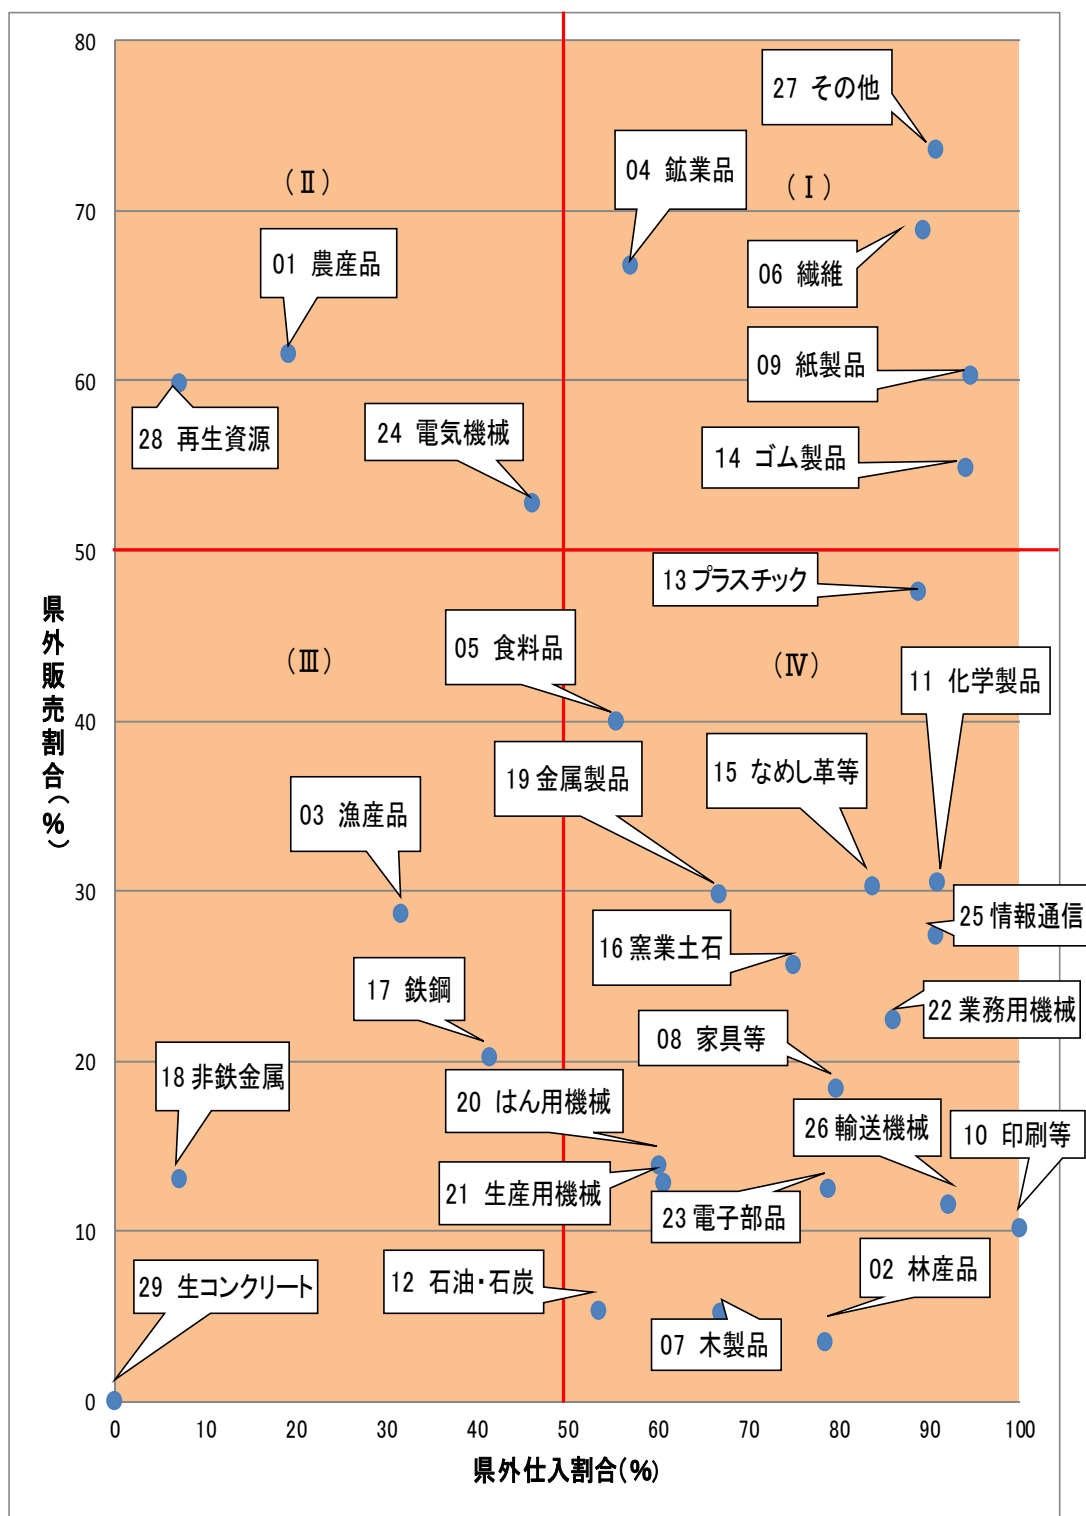 80
27 その他
04 鉱業品
(Ⅱ)
(Ⅰ)
70
01 農産品
06 繊維
09 紙製品
60
28 再生資源
24 電気機械
14 ゴム製品
50
13 プラスチック
県外販売割合(%)
05 食料品
(Ⅲ)
(Ⅳ)
11 化学製品
40
19 金属製品
15 なめし革等
03 漁産品
30
25 情報通信
16 窯業土石
17 鉄鋼
22 業務用機械
08 家具等
20
18 非鉄金属
20 はん用機械
26 輸送機械
10 印刷等
21 生産用機械
23 電子部品
10
29 生コンクリート
12 石油・石炭
02 林産品
07 木製品
0
0 10 20 30 40 50 60 70 80 90 100
県外仕入割合(%)